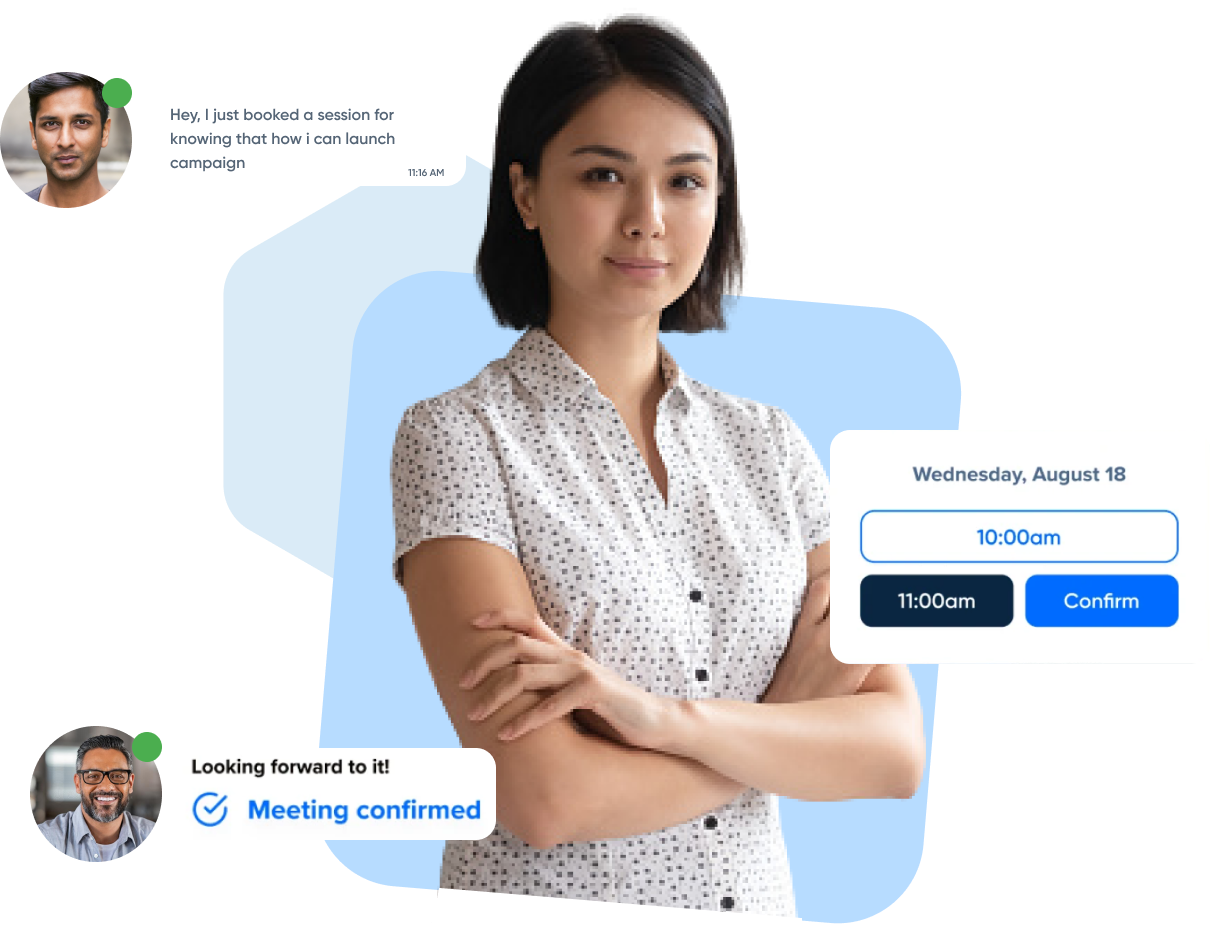 Hey, I just booked a session for
knowing that how i can launch
campaign
11:16 AM
Wednesday, August 18
10:00am
11:00am
Confirm
Looking forward to it!
Meeting confirmed